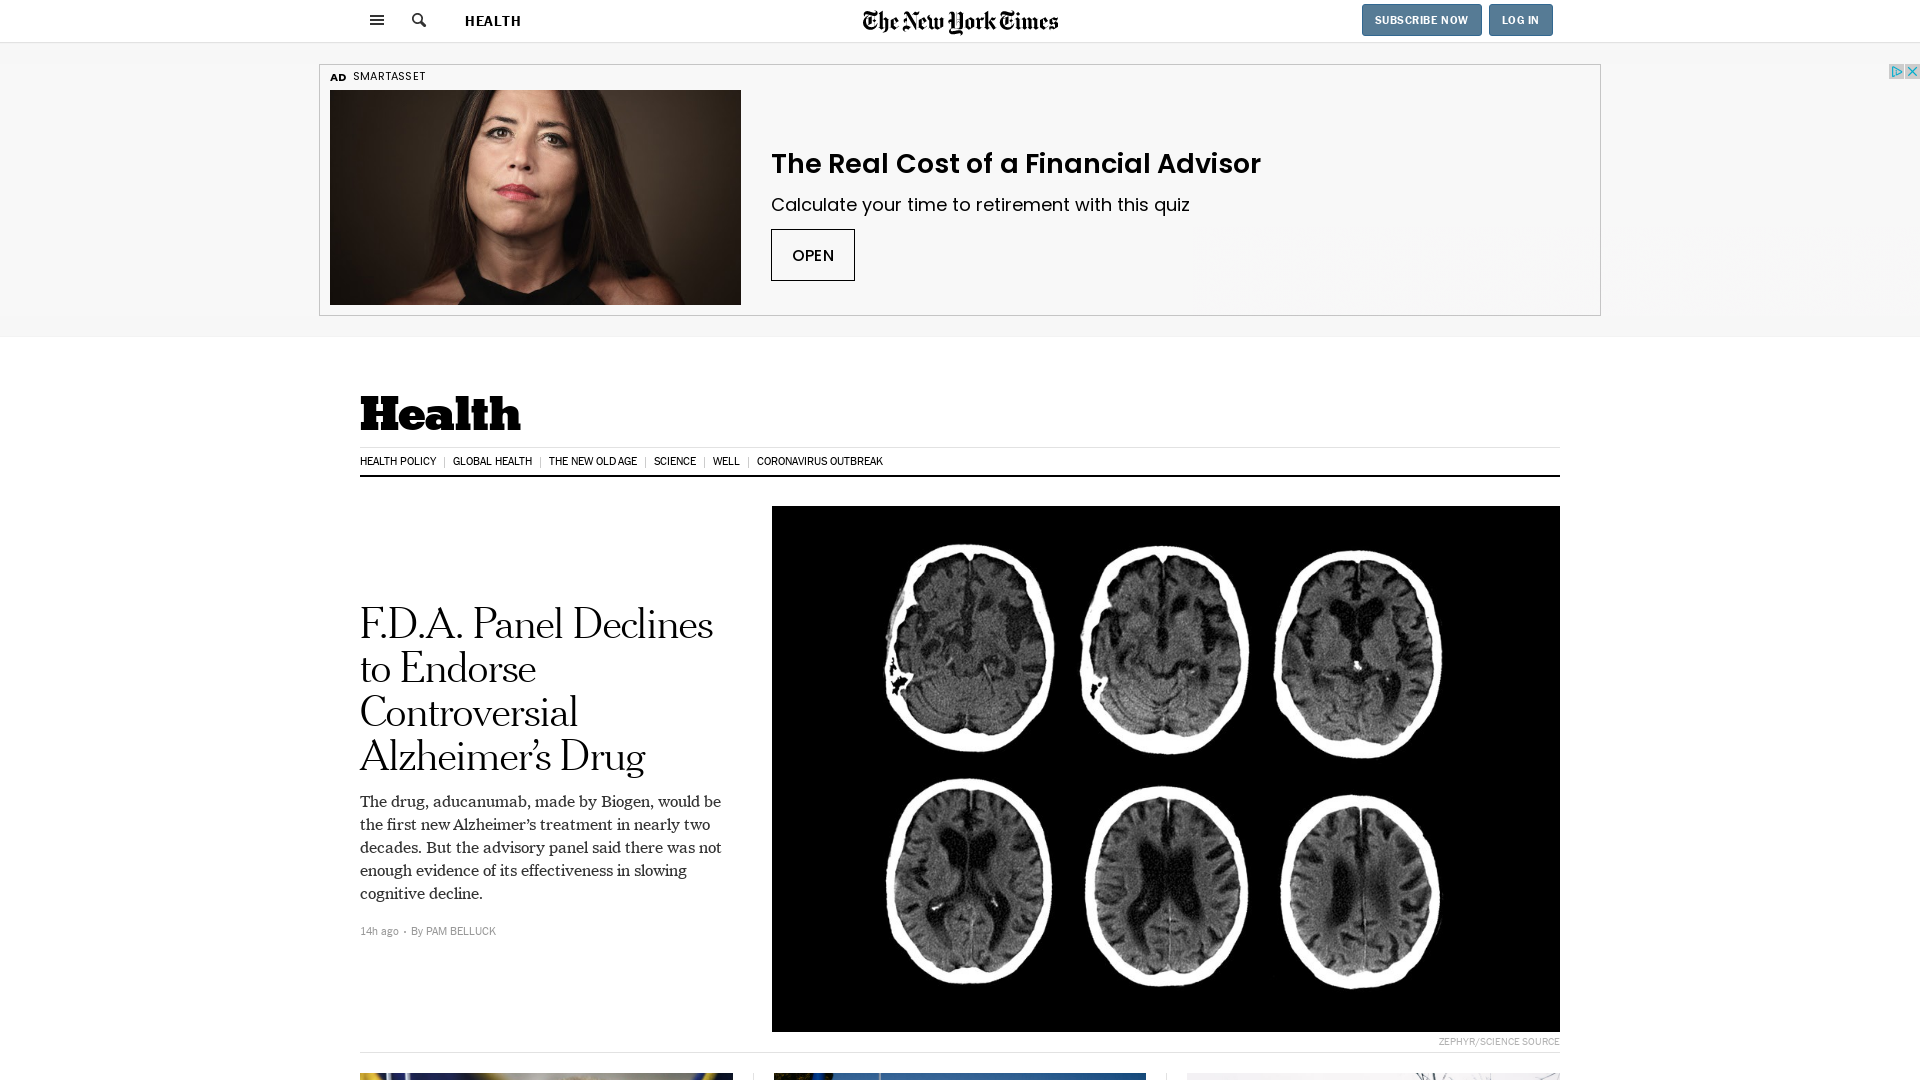 HEALTH
The New York Times
SUBSCRIBE NOW
LOG IN
AD SMARTASSET
The Real Cost of a Financial Advisor
Calculate your time to retirement with this quiz
OPEN
Health
HEALTH POLICY
GLOBAL HEALTH
THE NEW OLD AGE
SCIENCE
WELL
CORONAVIRUS OUTBREAK
F.D.A. Panel Declines
to Endorse
Controversial
Alzheimer’s Drug
The drug, aducanumab, made by Biogen, would be
the first new Alzheimer’s treatment in nearly two
decades. But the advisory panel said there was not
enough evidence of its effectiveness in slowing
cognitive decline.
14h ago • By PAM BELLUCK
ZEPHYR/SCIENCE SOURCE